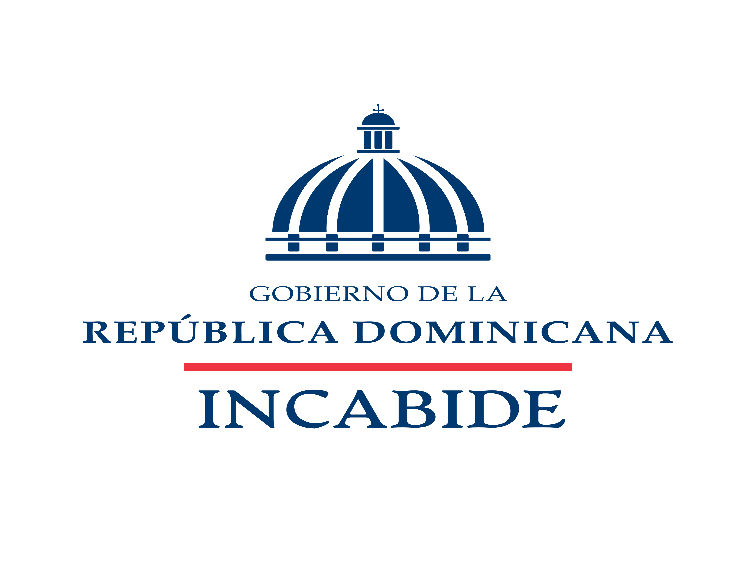 GOBIERNO DE LA
REPÚBLICA DOMINICANA
INCABIDE